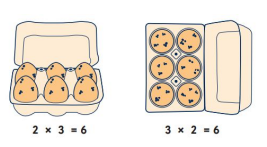 2 × 3 = 6
3 × 2 = 6